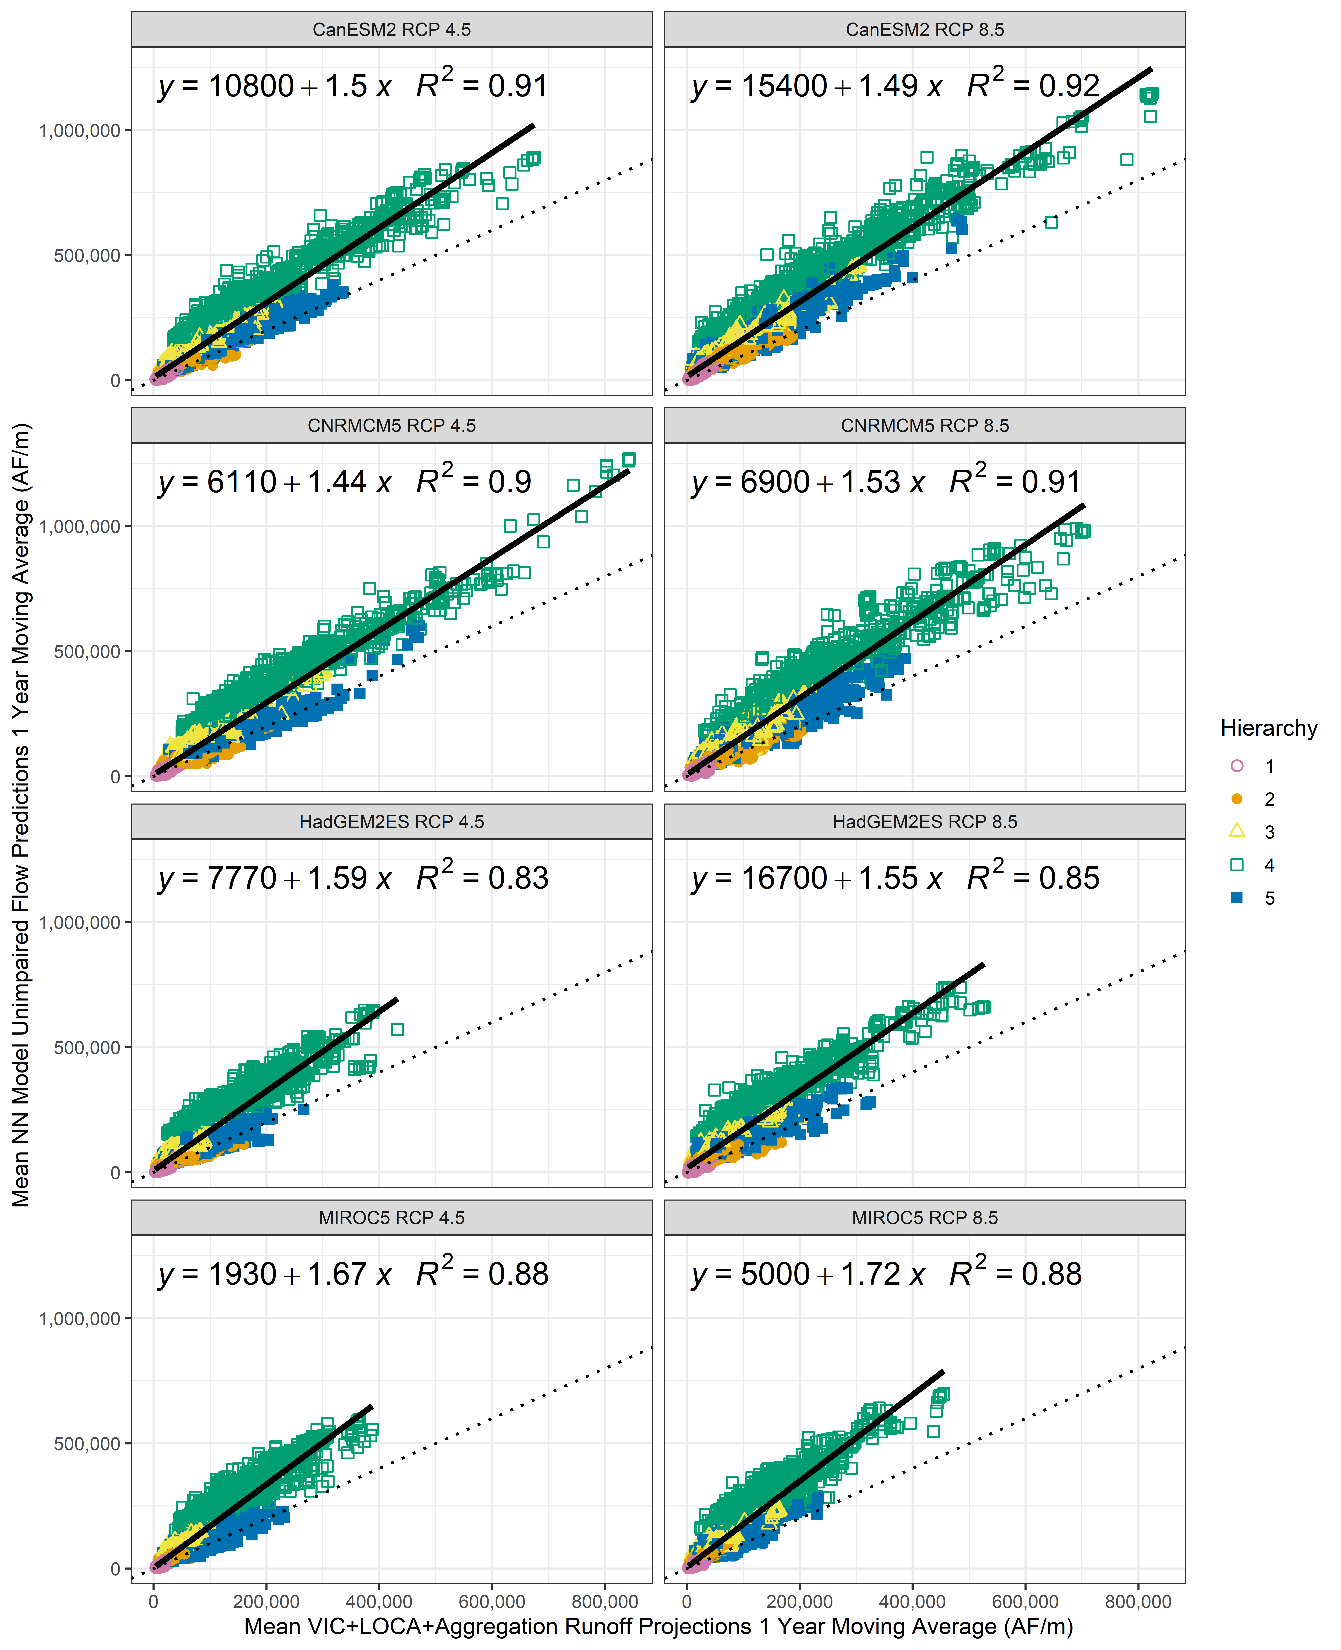 CanESM2 RCP 4.5
CanESM2 RCP 8.5
y = 10800 + 1.5 x R² = 0.91
y = 15400 + 1.49 x R² = 0.92
1,000,000
500,000
0
CNRMCM5 RCP 4.5
CNRMCM5 RCP 8.5
y = 6110 + 1.44 x R² = 0.9
y = 6900 + 1.53 x R² = 0.91
1,000,000
500,000
0
HadGEM2ES RCP 4.5
HadGEM2ES RCP 8.5
y = 7770 + 1.59 x R² = 0.83
y = 16700 + 1.55 x R² = 0.85
1,000,000
500,000
0
MIROC5 RCP 4.5
MIROC5 RCP 8.5
y = 1930 + 1.67 x R² = 0.88
y = 5000 + 1.72 x R² = 0.88
1,000,000
500,000
0
0 200,000 400,000 600,000 800,000
0 200,000 400,000 600,000 800,000
Mean VIC+LOCA+Aggregation Runoff Projections 1 Year Moving Average (AF/m)
Mean NN Model Unimpaired Flow Predictions 1 Year Moving Average (AF/m)
Hierarchy
1
2
3
4
5